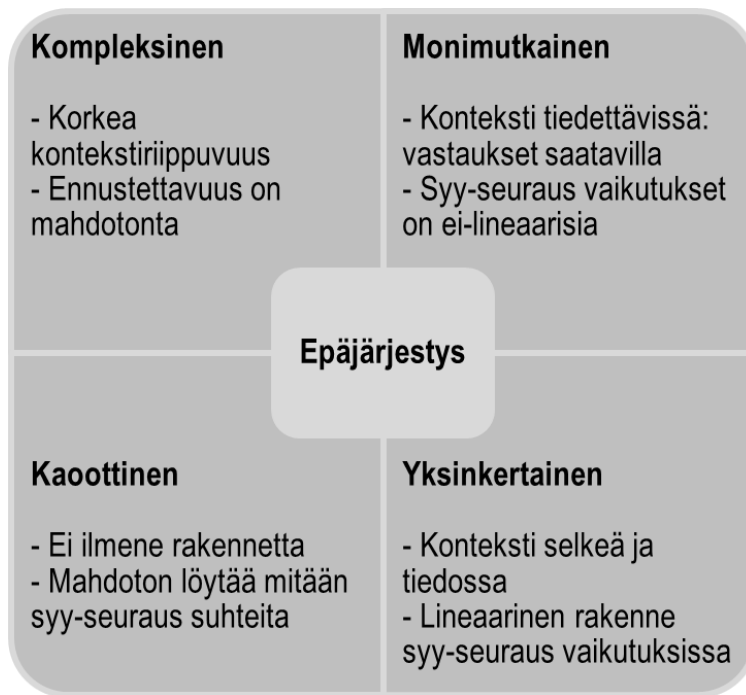 Kompleksinen
- Korkea
kontekstiriippuvuus
- Ennustettavuus on
mahdotonta
Monimutkainen
- Konteksti tiedettävissä:
vastaukset saatavilla
- Syy-seuraus vaikutukset
on ei-lineaarisia
Epäjärjestys
Kaoottinen
- Ei ilmene rakennetta
- Mahdoton löytää mitään
syy-seuraus suhteita
Yksinkertainen
- Konteksti selkeä ja
tiedossa
- Lineaarinen rakenne
syy-seuraus vaikutuksissa